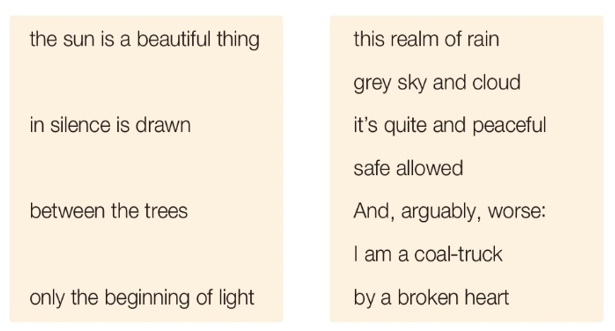 the sun is a beautiful thing
in silence is drawn
between the trees
only the beginning of light
this realm of rain
grey sky and cloud
it's quite and peaceful
safe allowed
And, arguably, worse:
I am a coal-truck
by a broken heart